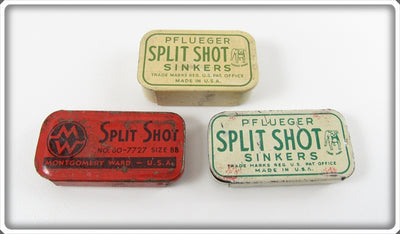 PFLUEGER
SPLIT SHOT
SINKERS
TRADE MARKS REG. U.S. PAT. OFFICE
MADE IN U.S.A.
MW
SPLIT SHOT
NO. 60-7727 SIZE BB
MONTGOMERY WARD - U.S.A.
PFLUEGER
SPLIT SHOT
SINKERS
TRADE MARKS REG. U.S. PAT. OFFICE
MADE IN U.S.A.